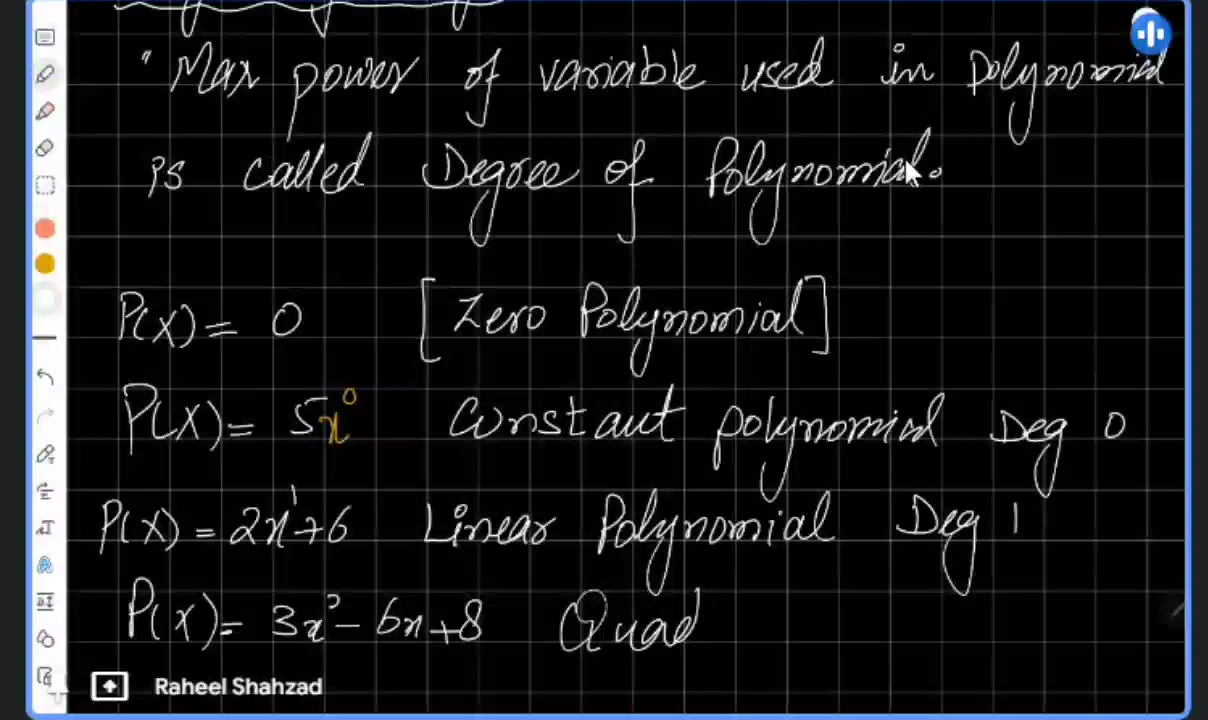 "Max power of variable used in Polynomial
is called Degree of Polynomial.
P(x) = 0 [Zero Polynomial]
P(x) = 5x⁰ Constant polynomial Deg 0
P(x) = 2x¹+6 Linear Polynomial Deg 1
P(x) = 3x² - 6x + 8 Quad
Raheel Shahzad